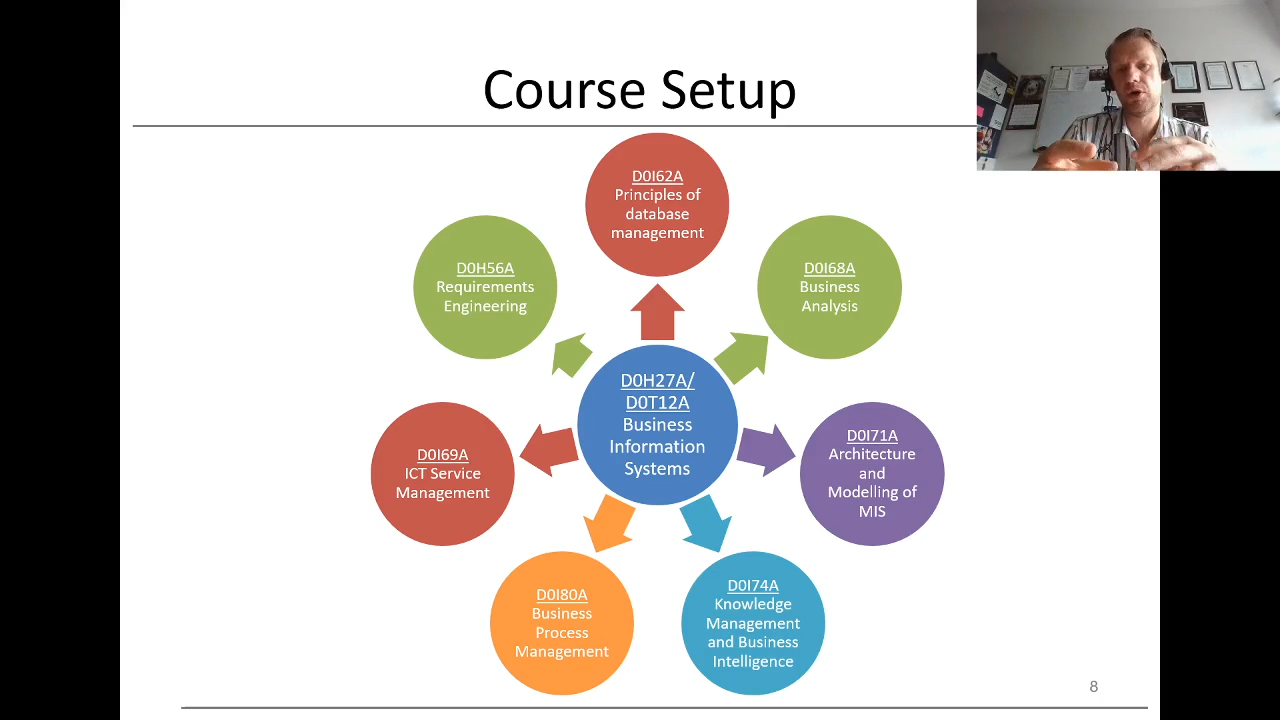 Course Setup
D0I62A
Principles of
database
management
D0H56A
Requirements
Engineering
D0I68A
Business
Analysis
D0H27A/
D0T12A
Business
Information
Systems
D0I69A
ICT Service
Management
D0I71A
Architecture
and
Modelling of
MIS
D0I80A
Business
Process
Management
D0I74A
Knowledge
Management
and Business
Intelligence
8